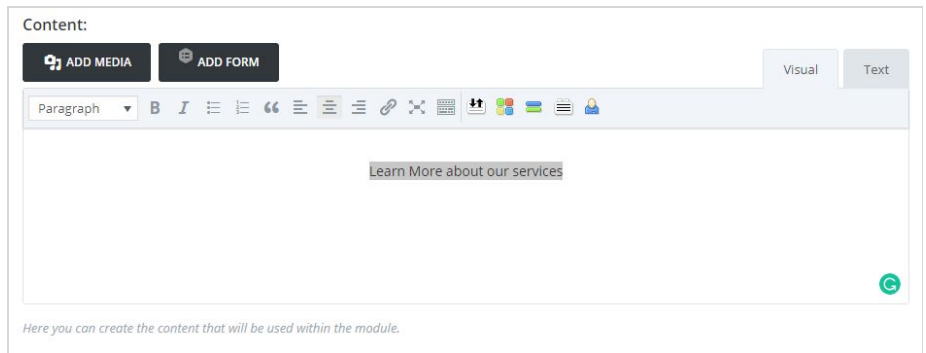 Content:
ADD MEDIA ADD FORM
Visual Text
Paragraph B I
Learn More about our services
Here you can create the content that will be used within the module.